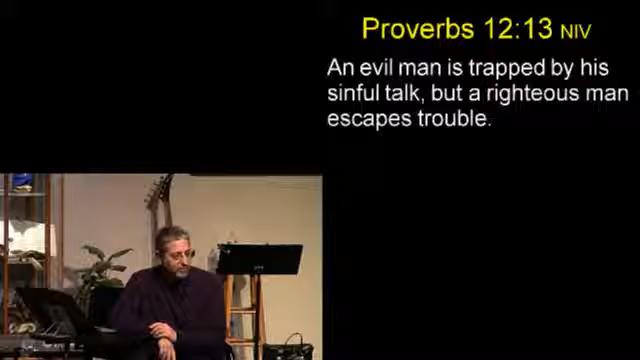 Proverbs 12:13 NIV
An evil man is trapped by his
sinful talk, but a righteous man
escapes trouble.